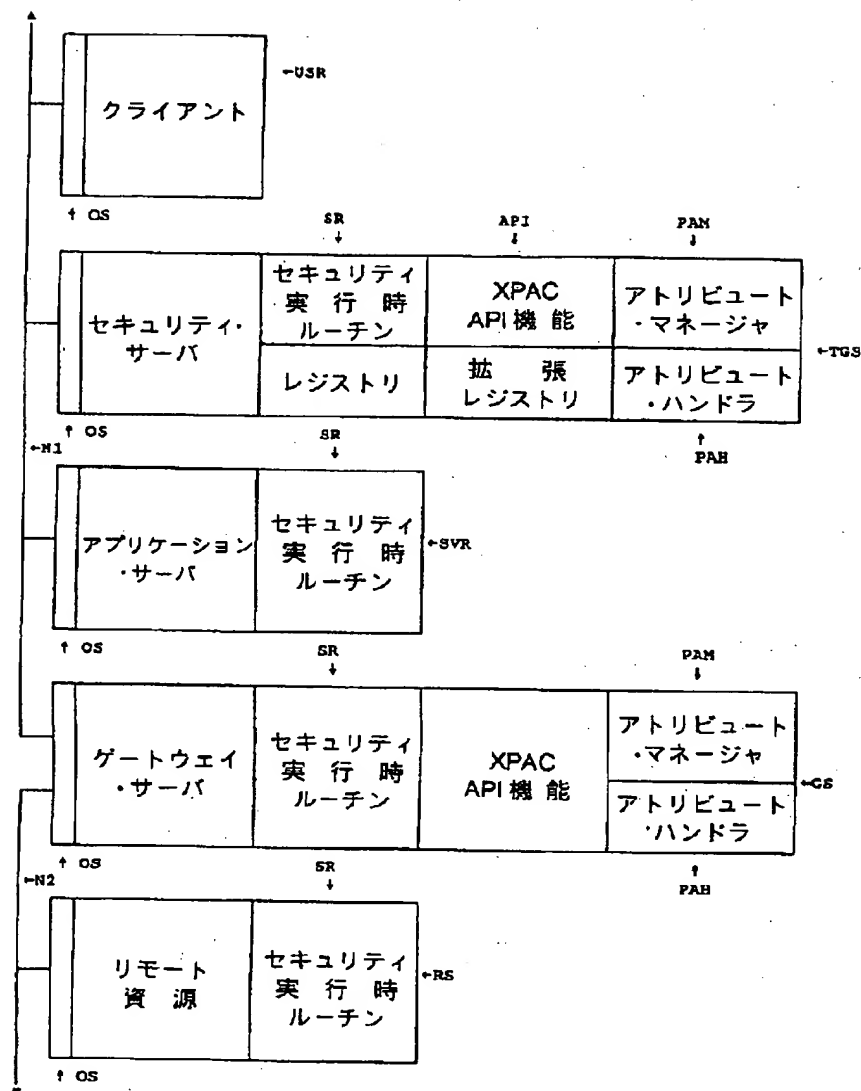 ←USR
クライアント
↑ OS
SR
↓
API
↓
PAM
↓
セキュリティ・
サーバ
セキュリティ
実行時
ルーチン
XPAC
API機能
アトリビュート
・マネージャ
レジストリ
拡張
レジストリ
アトリビュート
・ハンドラ
←TGS
↑ OS
↑
PAH
←N1
SR
↓
アプリケーション
・サーバ
セキュリティ
実行時
ルーチン
←SVR
↑ OS
SR
↓
PAM
↓
ゲートウェイ
・サーバ
セキュリティ
実行時
ルーチン
XPAC
API機能
アトリビュート
・マネージャ
アトリビュート
・ハンドラ
←GS
↑ OS
↑
PAH
←N2
SR
↓
リモート
資源
セキュリティ
実行時
ルーチン
←RS
↑ OS